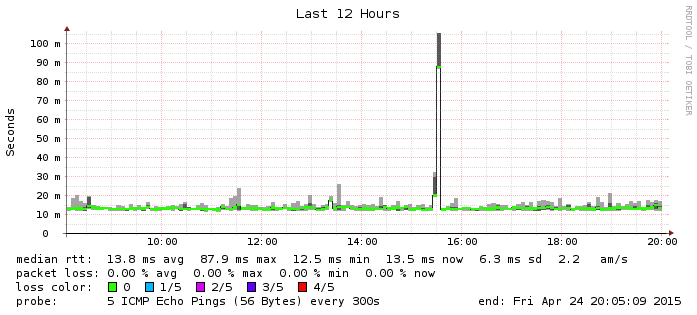 Last 12 Hours
RRDTOOL / TOBI OETIKER
Seconds
100 m
90 m
80 m
70 m
60 m
50 m
40 m
30 m
20 m
10 m
0
10:00 12:00 14:00 16:00 18:00 20:00
median rtt: 13.8 ms avg 87.9 ms max 12.5 ms min 13.5 ms now 6.3 ms sd 2.2 am/s
packet loss: 0.00 % avg 0.00 % max 0.00 % min 0.00 % now
loss color: 0 1/5 2/5 3/5 4/5
probe: 5 ICMP Echo Pings (56 Bytes) every 300s end: Fri Apr 24 20:05:09 2015